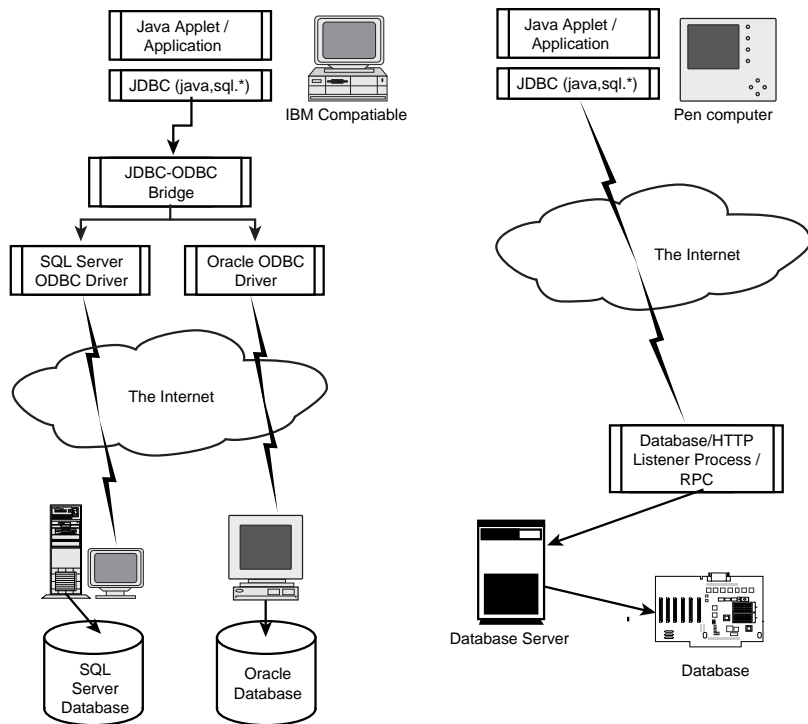 Java Applet /
Application
JDBC (java,sql.*)
IBM Compatiable
JDBC-ODBC
Bridge
SQL Server
ODBC Driver
Oracle ODBC
Driver
The Internet
SQL
Server
Database
Oracle
Database
Java Applet /
Application
JDBC (java,sql.*)
Pen computer
The Internet
Database/HTTP
Listener Process /
RPC
Database Server
Database